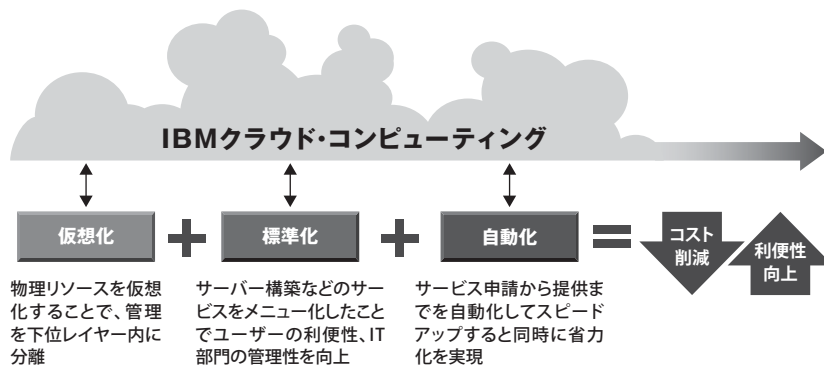 IBMクラウド・コンピューティング
仮想化
+
標準化
+
自動化
=
コスト
削減
利便性
向上
物理リソースを仮想
化することで、管理
を下位レイヤー内に
分離
サーバー構築などのサー
ビスをメニュー化したこと
でユーザーの利便性、IT
部門の管理性を向上
サービス申請から提供ま
でを自動化してスピード
アップすると同時に省力
化を実現